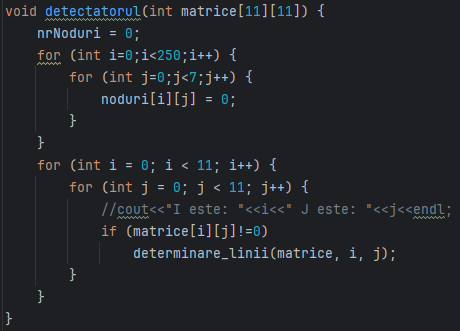 void detectatorul(int matrice[11][11]) {
    nrNoduri = 0;
    for (int i=0;i<250;i++) {
        for (int j=0;j<7;j++) {
            noduri[i][j] = 0;
        }
    }
    for (int i = 0; i < 11; i++) {
        for (int j = 0; j < 11; j++) {
            //cout<<"I este: "<<i<<" J este: "<<j<<endl;
            if (matrice[i][j]!=0)
                determinare_linii(matrice, i, j);
        }
    }
}